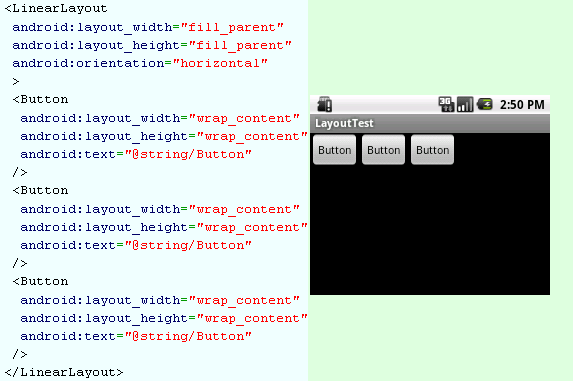 <LinearLayout
android:layout_width="fill_parent"
android:layout_height="fill_parent"
android:orientation="horizontal"
>
<Button
android:layout_width="wrap_content"
android:layout_height="wrap_content"
android:text="@string/Button"
/>
<Button
android:layout_width="wrap_content"
android:layout_height="wrap_content"
android:text="@string/Button"
/>
<Button
android:layout_width="wrap_content"
android:layout_height="wrap_content"
android:text="@string/Button"
/>
</LinearLayout>
3G 2:50 PM
LayoutTest
Button Button Button